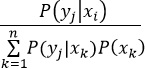 P(y_j|x_i)
n
∑ P(y_j|x_k)P(x_k)
k=1